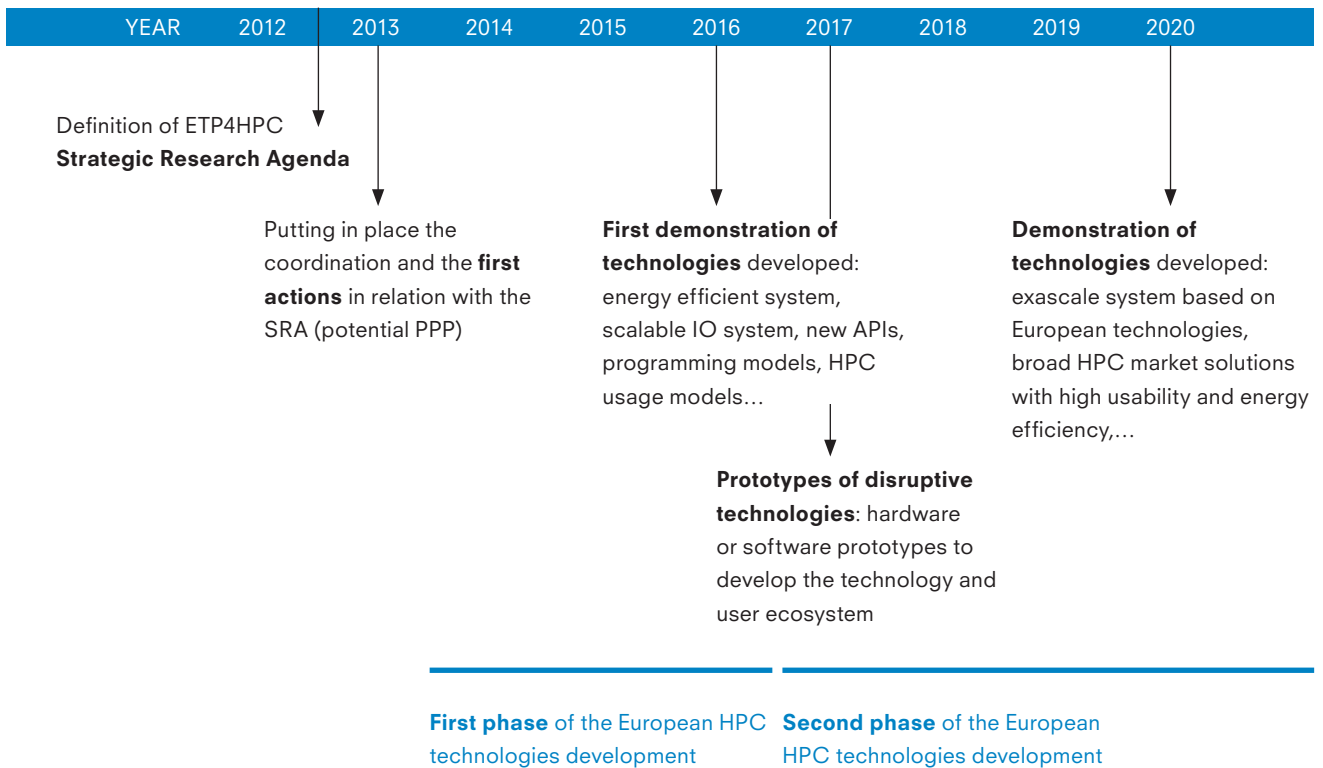 YEAR 2012 2013 2014 2015 2016 2017 2018 2019 2020
Definition of ETP4HPC
Strategic Research Agenda
Putting in place the
coordination and the first
actions in relation with the
SRA (potential PPP)
First demonstration of
technologies developed:
energy efficient system,
scalable IO system, new APIs,
programming models, HPC
usage models…
Demonstration of
technologies developed:
exascale system based on
European technologies,
broad HPC market solutions
with high usability and energy
efficiency,…
Prototypes of disruptive
technologies: hardware
or software prototypes to
develop the technology and
user ecosystem
First phase of the European HPC
technologies development
Second phase of the European
HPC technologies development